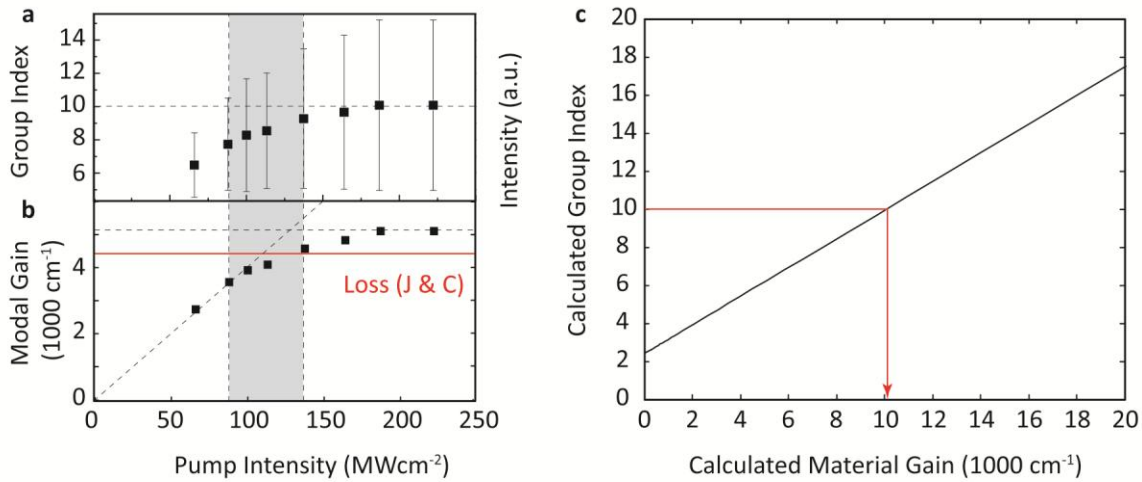 a
Group Index
14
12
10
8
6
Intensity (a.u.)
b
Modal Gain
(1000 cm⁻¹)
4
2
0
Loss (J & C)
0 50 100 150 200 250
Pump Intensity (MWcm⁻²)
c
Calculated Group Index
20
18
16
14
12
10
8
6
4
2
0
0 2 4 6 8 10 12 14 16 18 20
Calculated Material Gain (1000 cm⁻¹)